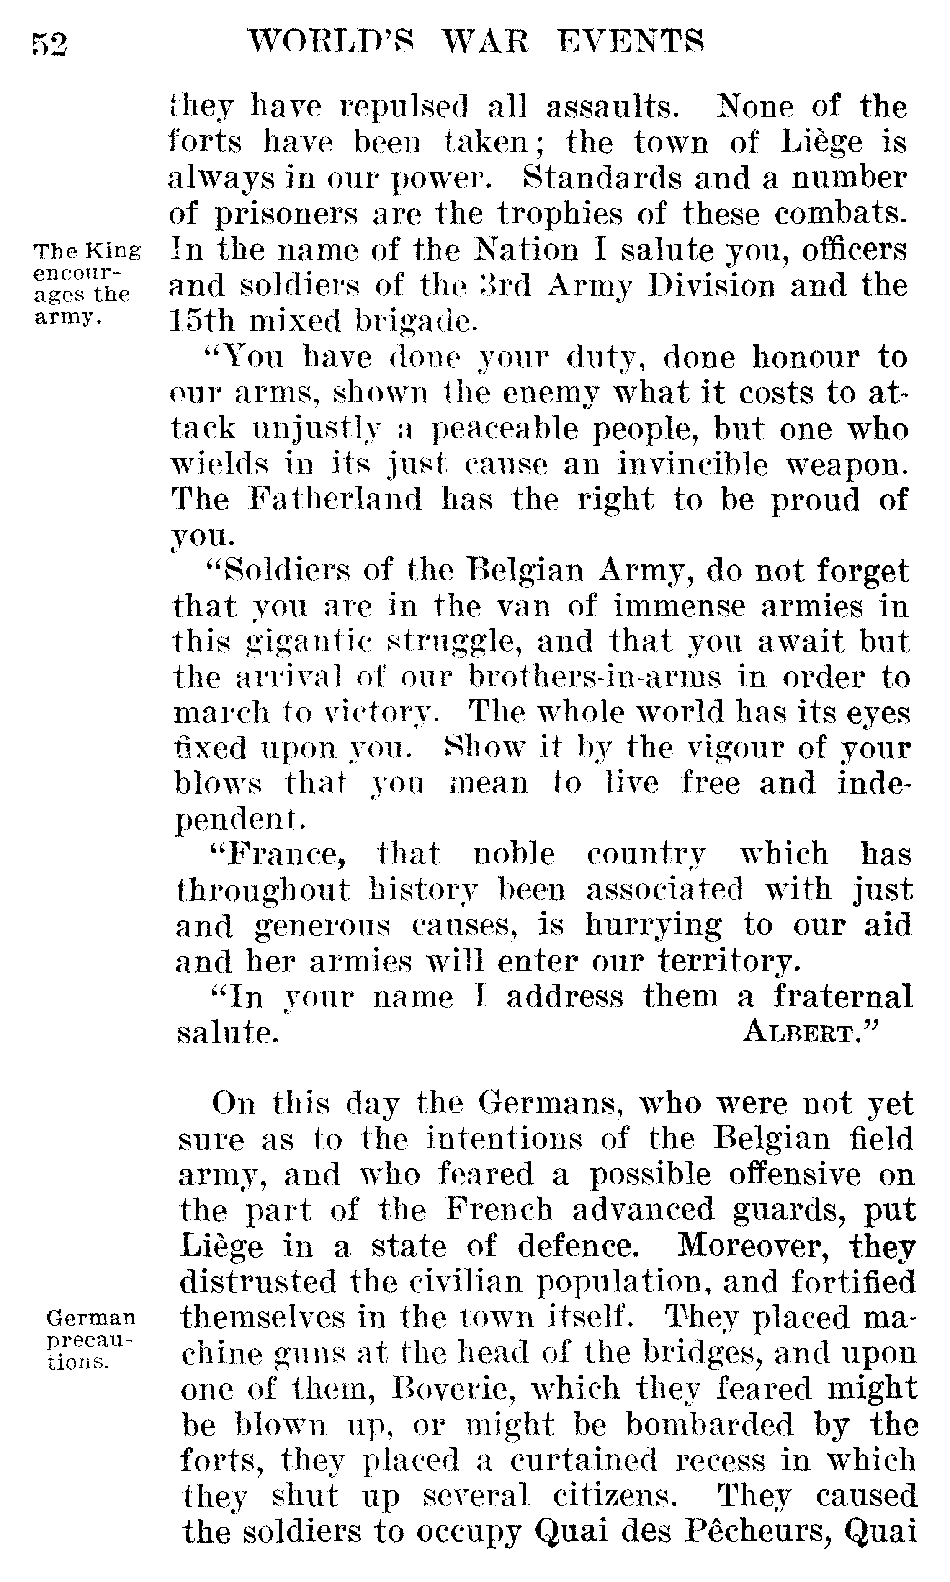 52 WORLD'S WAR EVENTS
they have repulsed all assaults. None of the
forts have been taken; the town of Liège is
always in our power. Standards and a number
of prisoners are the trophies of these combats.
The King
encour-
ages the
army.
In the name of the Nation I salute you, officers
and soldiers of the 3rd Army Division and the
15th mixed brigade.
"You have done your duty, done honour to
our arms, shown the enemy what it costs to at-
tack unjustly a peaceable people, but one who
wields in its just cause an invincible weapon.
The Fatherland has the right to be proud of
you.
"Soldiers of the Belgian Army, do not forget
that you are in the van of immense armies in
this gigantic struggle, and that you await but
the arrival of our brothers-in-arms in order to
march to victory. The whole world has its eyes
fixed upon you. Show it by the vigour of your
blows that you mean to live free and inde-
pendent.
"France, that noble country which has
throughout history been associated with just
and generous causes, is hurrying to our aid
and her armies will enter our territory.
"In your name I address them a fraternal
salute. ALBERT."
On this day the Germans, who were not yet
sure as to the intentions of the Belgian field
army, and who feared a possible offensive on
the part of the French advanced guards, put
Liège in a state of defence. Moreover, they
distrusted the civilian population, and fortified
German
precau-
tions.
themselves in the town itself. They placed ma-
chine guns at the head of the bridges, and upon
one of them, Boverie, which they feared might
be blown up, or might be bombarded by the
forts, they placed a curtained recess in which
they shut up several citizens. They caused
the soldiers to occupy Quai des Pêcheurs, Quai